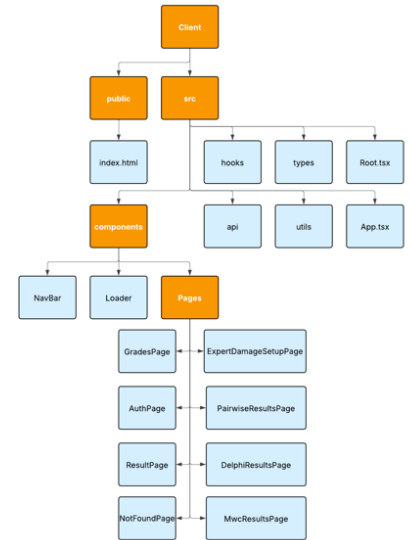 Client
public
src
index.html
hooks
types
Root.tsx
components
api
utils
App.tsx
NavBar
Loader
Pages
GradesPage
ExpertDamageSetupPage
AuthPage
PairwiseResultsPage
ResultPage
DelphiResultsPage
NotFoundPage
MwcResultsPage